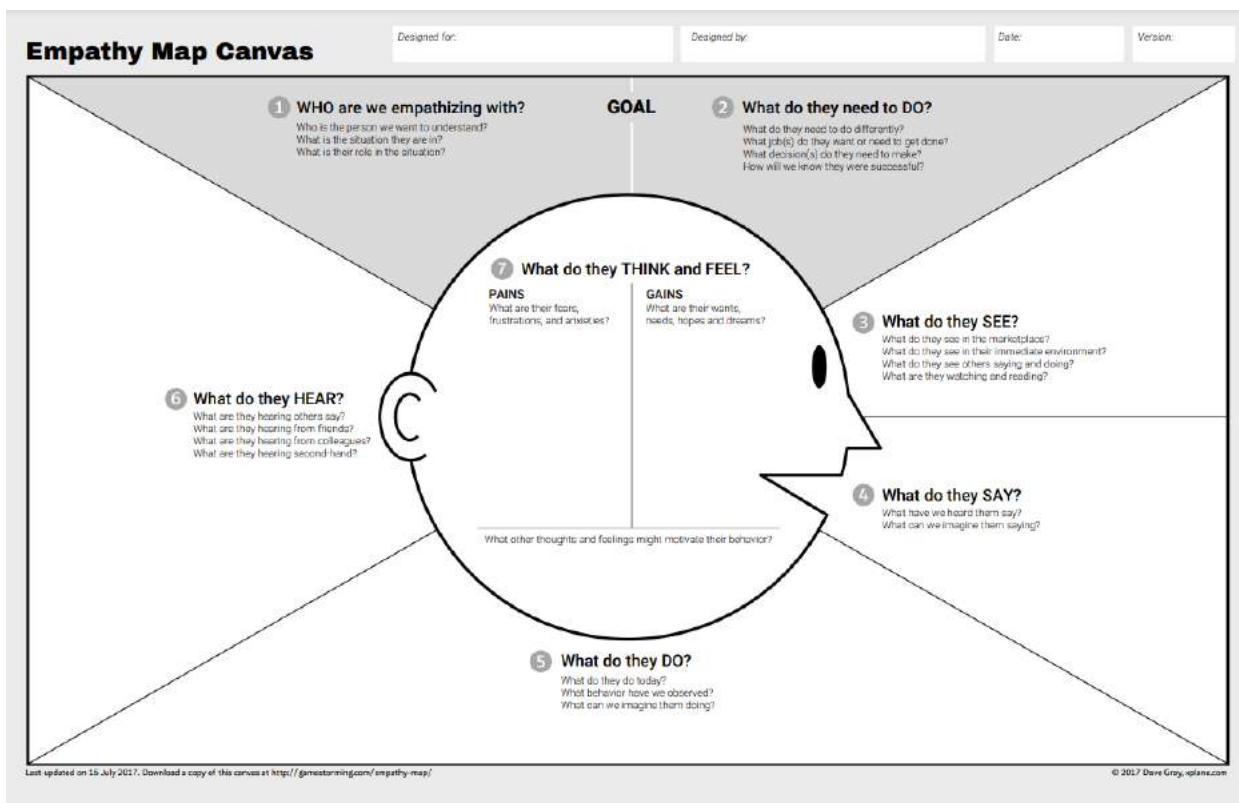 Empathy Map Canvas
Designed for:
Designed by:
Date:
Version:
1 WHO are we empathizing with?
Who is the person we want to understand?
What is the situation they are in?
What is their role in the situation?
GOAL
2 What do they need to DO?
What do they need to do differently?
What job(s) do they want or need to get done?
What decision(s) do they need to make?
How will we know they were successful?
3 What do they SEE?
What do they see in the marketplace?
What do they see in their immediate environment?
What do they see others saying and doing?
What are they watching and reading?
4 What do they SAY?
What have we heard them say?
What can we imagine them saying?
5 What do they DO?
What do they do today?
What behavior have we observed?
What can we imagine them doing?
6 What do they HEAR?
What are they hearing others say?
What are they hearing from friends?
What are they hearing from colleagues?
What are they hearing second-hand?
7 What do they THINK and FEEL?
PAINS
What are their fears,
frustrations, and anxieties?
GAINS
What are their wants,
needs, hopes and dreams?
What other thoughts and feelings might motivate their behavior?
Last updated on 16 July 2017. Download a copy of this canvas at http://gamestorming.com/empathy-map/
© 2017 Dave Gray, xplane.com